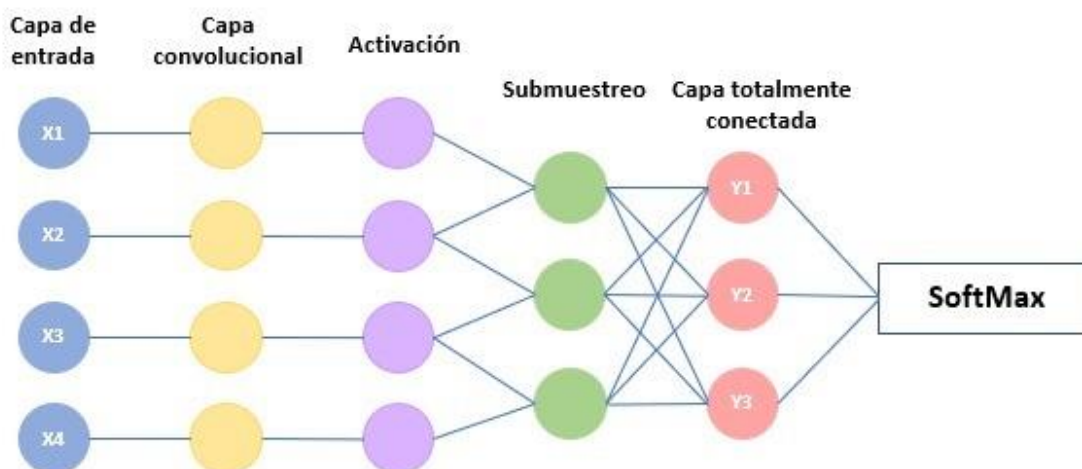 Capa de
entrada
Capa
convolucional
Activación
Submuestreo
Capa totalmente
conectada
X1
X2
X3
X4
Y1
Y2
Y3
SoftMax